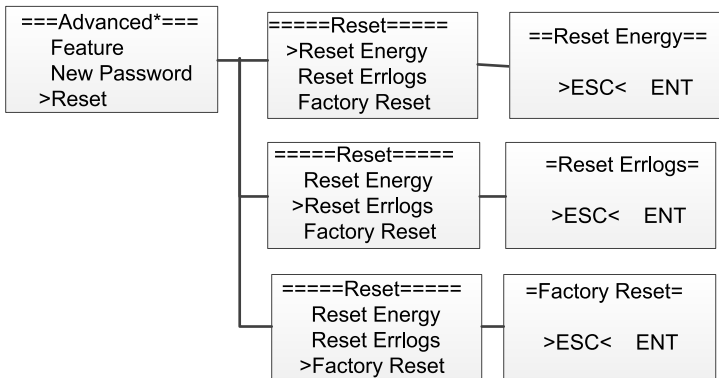 ===Advanced*===
Feature
New Password
>Reset
=====Reset=====
>Reset Energy
Reset Errlogs
Factory Reset
==Reset Energy==
>ESC< ENT
=====Reset=====
Reset Energy
>Reset Errlogs
Factory Reset
=Reset Errlogs=
>ESC< ENT
=====Reset=====
Reset Energy
Reset Errlogs
>Factory Reset
=Factory Reset=
>ESC< ENT